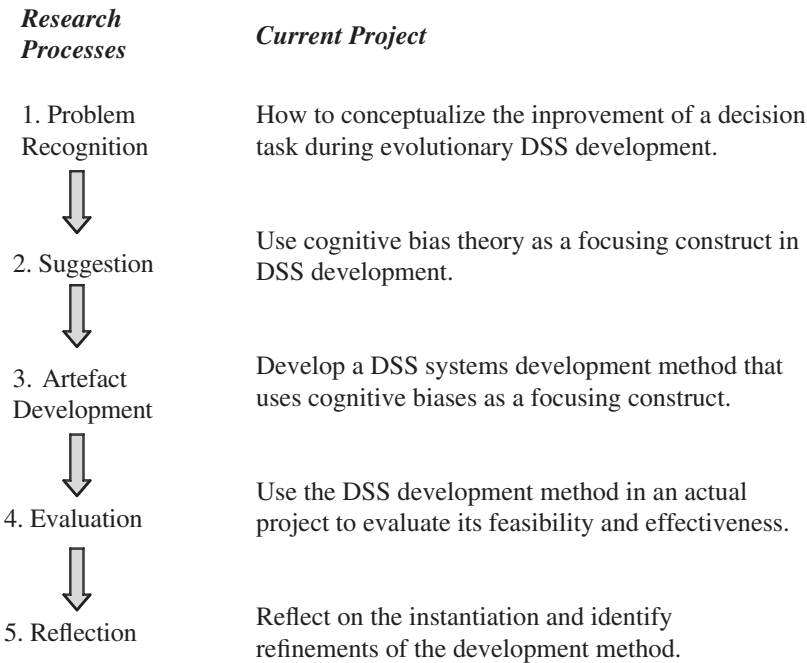 Research
Processes
Current Project
1. Problem
Recognition
How to conceptualize the inprovement of a decision
task during evolutionary DSS development.
2. Suggestion
Use cognitive bias theory as a focusing construct in
DSS development.
3. Artefact
Development
Develop a DSS systems development method that
uses cognitive biases as a focusing construct.
4. Evaluation
Use the DSS development method in an actual
project to evaluate its feasibility and effectiveness.
5. Reflection
Reflect on the instantiation and identify
refinements of the development method.